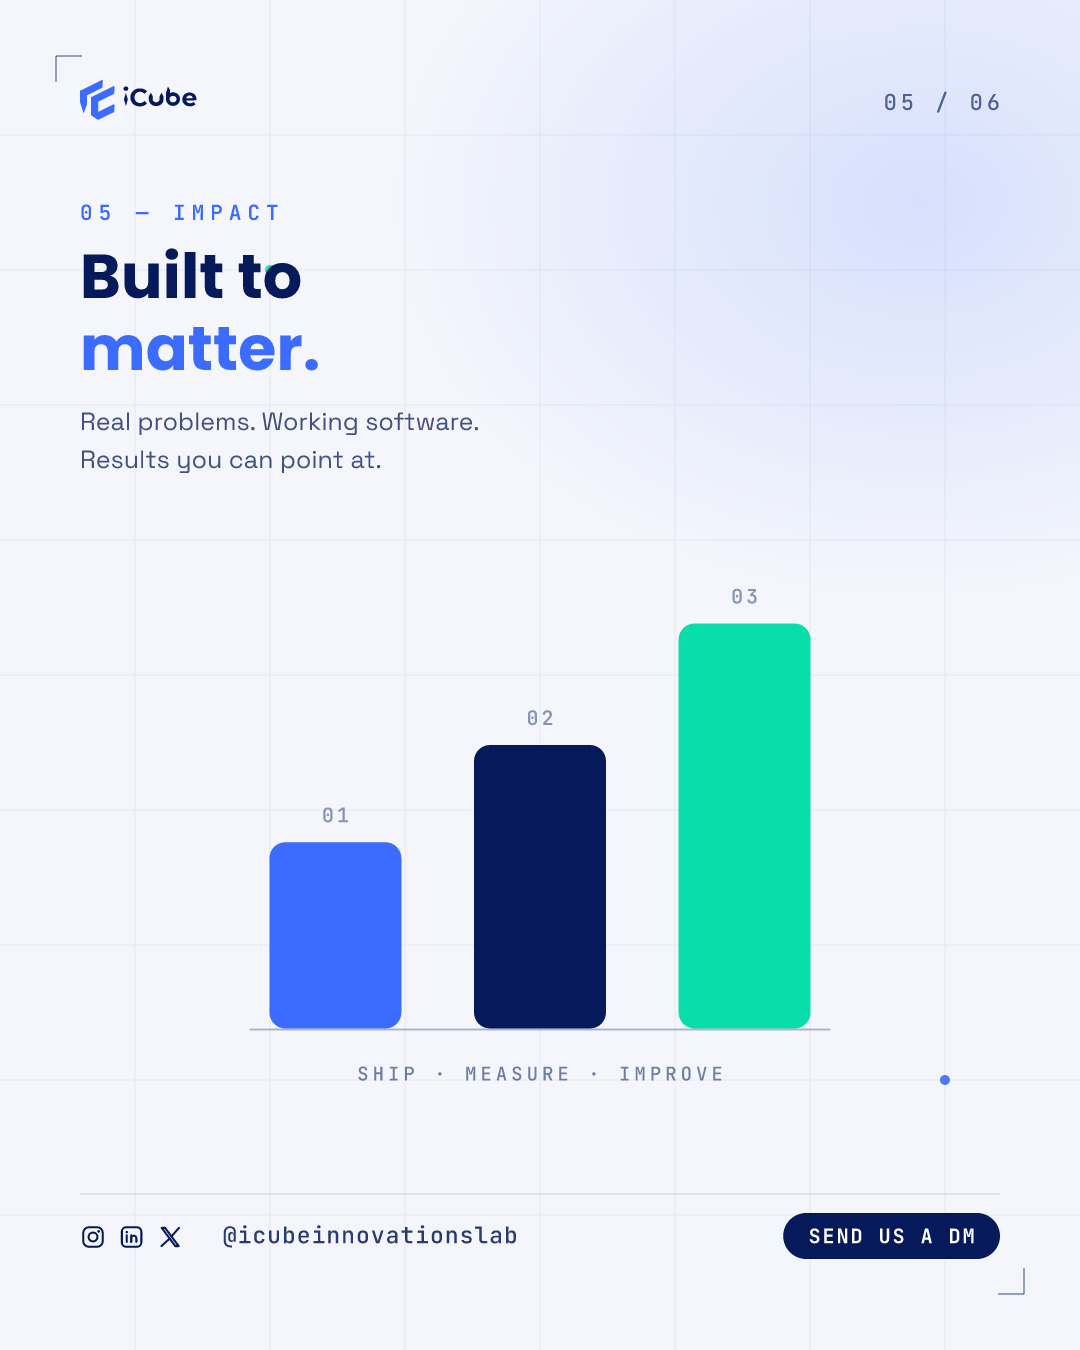 iCube
05 / 06
05 — IMPACT
Built to
matter.
Real problems. Working software.
Results you can point at.
03
02
01
SHIP · MEASURE · IMPROVE
@icubeinnovationslab
SEND US A DM